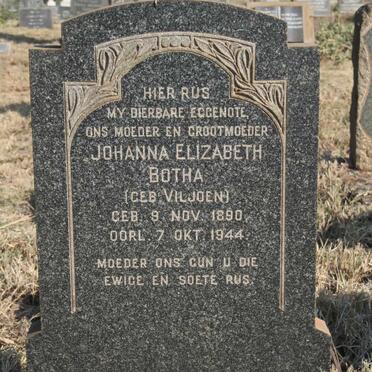 HIER RUS
MY DIERBARE EGGENOTE,
ONS MOEDER EN GROOTMOEDER
JOHANNA ELIZABETH
BOTHA
(GEB. VILJOEN)
GEB. 9. NOV. 1890.
OORL. 7. OKT. 1944.
MOEDER ONS GUN U DIE
EWIGE EN SOETE RUS.